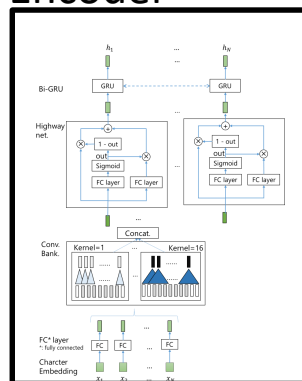 Encoder
h1 ... hN
Bi-GRU GRU GRU
...
Highway
net.
+ +
1 - out 1 - out
out out
Sigmoid ... Sigmoid
FC layer FC layer FC layer FC layer
...
Concat.
Conv.
Bank.
Kernel=1 Kernel=16
...... ......
...... ......
...
FC* layer
*: fully connected
FC FC ... FC
Charcter
Embedding
...
x1 x2 ... xN